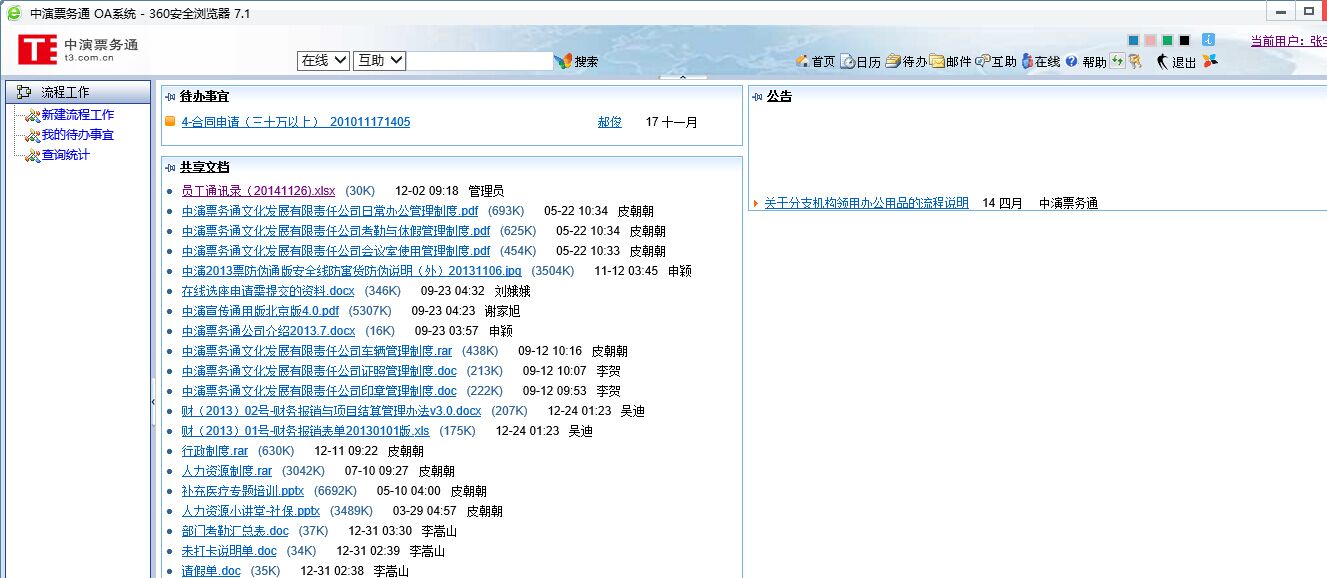 中演票务通 OA系统 - 360安全浏览器 7.1
TE 中演票务通
t3.com.cn
在线 互助 搜索
首页 日历 待办 邮件 互助 在线 帮助 退出
当前用户：张
流程工作
新建流程工作
我的待办事宜
查询统计
待办事宜
4-合同申请（三十万以上） 201011171405 郝俊 17 十一月
共享文档
员工通讯录（20141126).xlsx (30K) 12-02 09:18 管理员
中演票务通文化发展有限责任公司日常办公管理制度.pdf (693K) 05-22 10:34 皮朝朝
中演票务通文化发展有限责任公司考勤与休假管理制度.pdf (625K) 05-22 10:34 皮朝朝
中演票务通文化发展有限责任公司会议室使用管理制度.pdf (454K) 05-22 10:33 皮朝朝
中演2013票防伪通版安全线防窜货防伪说明（外）20131106.jpg (3504K) 11-12 03:45 申颖
在线选座申请需提交的资料.docx (346K) 09-23 04:32 刘娥娥
中演宣传通用版北京版4.0.pdf (5307K) 09-23 04:23 谢家旭
中演票务通公司介绍2013.7.docx (16K) 09-23 03:57 申颖
中演票务通文化发展有限责任公司车辆管理制度.rar (438K) 09-12 10:16 皮朝朝
中演票务通文化发展有限责任公司证照管理制度.doc (213K) 09-12 10:07 李贺
中演票务通文化发展有限责任公司印章管理制度.doc (222K) 09-12 09:53 李贺
财（2013）02号-财务报销与项目结算管理办法v3.0.docx (207K) 12-24 01:23 吴迪
财（2013）01号-财务报销表单20130101版.xls (175K) 12-24 01:23 吴迪
行政制度.rar (630K) 12-11 09:22 皮朝朝
人力资源制度.rar (3042K) 07-10 09:27 皮朝朝
补充医疗专题培训.pptx (6692K) 05-10 04:00 皮朝朝
人力资源小讲堂-社保.pptx (3489K) 03-29 04:57 皮朝朝
部门考勤汇总表.doc (37K) 12-31 03:30 李嵩山
未打卡说明单.doc (34K) 12-31 02:39 李嵩山
请假单.doc (35K) 12-31 02:38 李嵩山
公告
关于分支机构领用办公用品的流程说明 14 四月 中演票务通